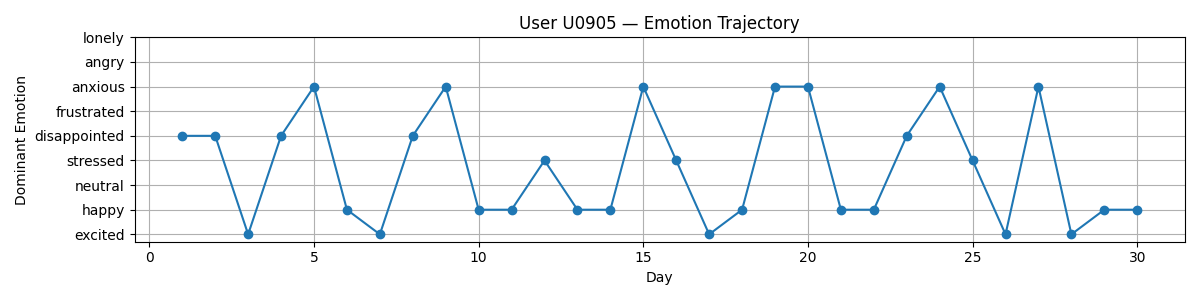 User U0905 — Emotion Trajectory
Dominant Emotion
lonely
angry
anxious
frustrated
disappointed
stressed
neutral
happy
excited
0 5 10 15 20 25 30
Day